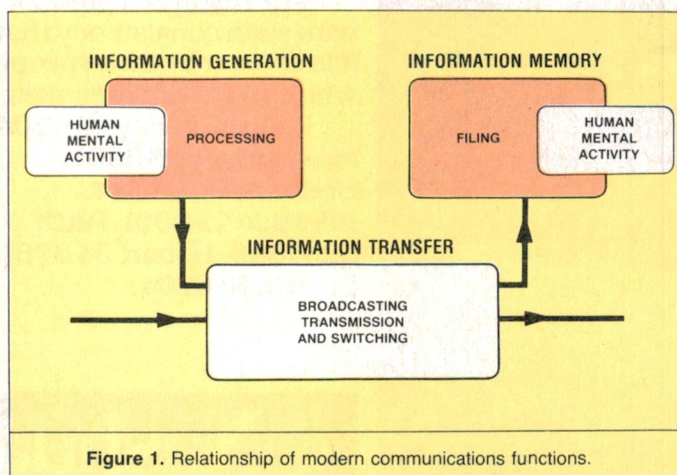 INFORMATION GENERATION
INFORMATION MEMORY
HUMAN
MENTAL
ACTIVITY
PROCESSING
FILING
HUMAN
MENTAL
ACTIVITY
INFORMATION TRANSFER
BROADCASTING
TRANSMISSION
AND SWITCHING
Figure 1. Relationship of modern communications functions.